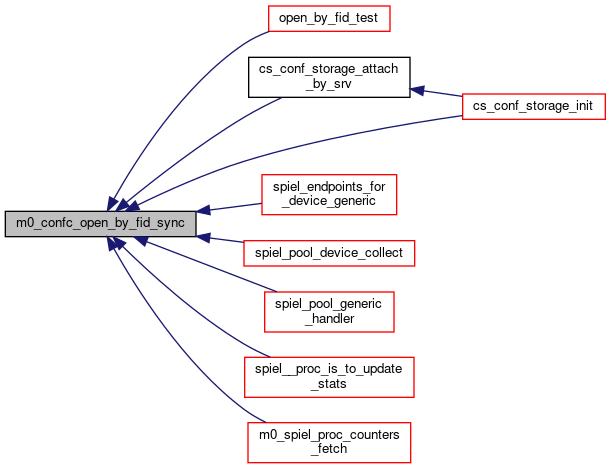 open_by_fid_test
cs_conf_storage_attach
_by_srv
cs_conf_storage_init
spiel_endpoints_for
_device_generic
m0_confc_open_by_fid_sync
spiel_pool_device_collect
spiel_pool_generic
_handler
spiel__proc_is_to_update
_stats
m0_spiel_proc_counters
_fetch